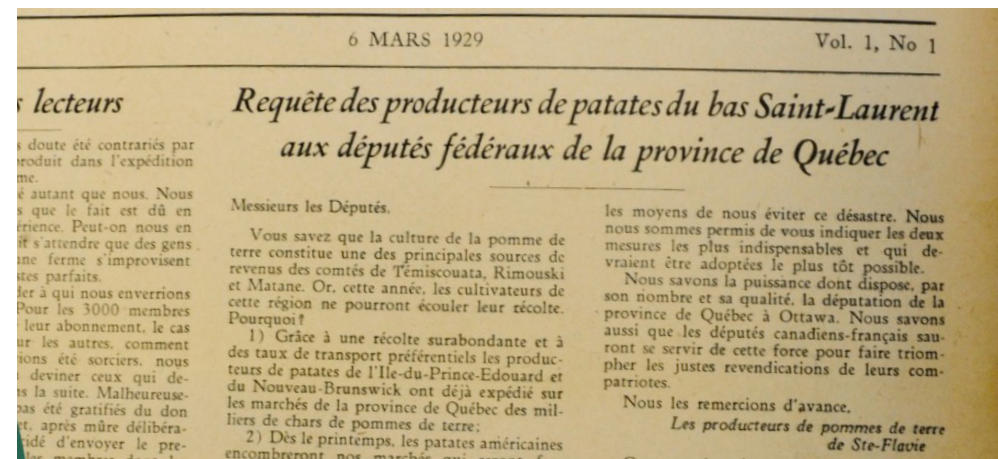 6 MARS 1929
Vol. 1, No 1
s lecteurs
s doute été contrariés par
roduit dans l'expédition
me.
é autant que nous. Nous
s que le fait est dû en
érience. Peut-on nous en
it s'attendre que des gens
une ferme s'improvisent
stes parfaits.
der à qui nous enverrions
Pour les 3000 membres
leur abonnement, le cas
ur les autres, comment
ions été sorciers, nous
deviner ceux qui de-
ns la suite. Malheureuse-
pas été gratifiés du don
et, après mûre délibéra-
cidé d'envoyer le pre-
Requête des producteurs de patates du bas Saint-Laurent
aux députés fédéraux de la province de Québec
Messieurs les Députés,
Vous savez que la culture de la pomme de
terre constitue une des principales sources de
revenus des comtés de Témiscouata, Rimouski
et Matane. Or, cette année, les cultivateurs de
cette région ne pourront écouler leur récolte.
Pourquoi?
1) Grâce à une récolte surabondante et à
des taux de transport préférentiels les produc-
teurs de patates de l'Ile-du-Prince-Edouard et
du Nouveau-Brunswick ont déjà expédié sur
les marchés de la province de Québec des mil-
liers de chars de pommes de terre;
2) Dès le printemps, les patates américaines
encombreront nos marchés qui seront
les moyens de nous éviter ce désastre. Nous
nous sommes permis de vous indiquer les deux
mesures les plus indispensables et qui de-
vraient être adoptées le plus tôt possible.
Nous savons la puissance dont dispose, par
son nombre et sa qualité, la députation de la
province de Québec à Ottawa. Nous savons
aussi que les députés canadiens-français sau-
ront se servir de cette force pour faire triom-
pher les justes revendications de leurs com-
patriotes.
Nous les remercions d'avance,
Les producteurs de pommes de terre
de Ste-Flavie